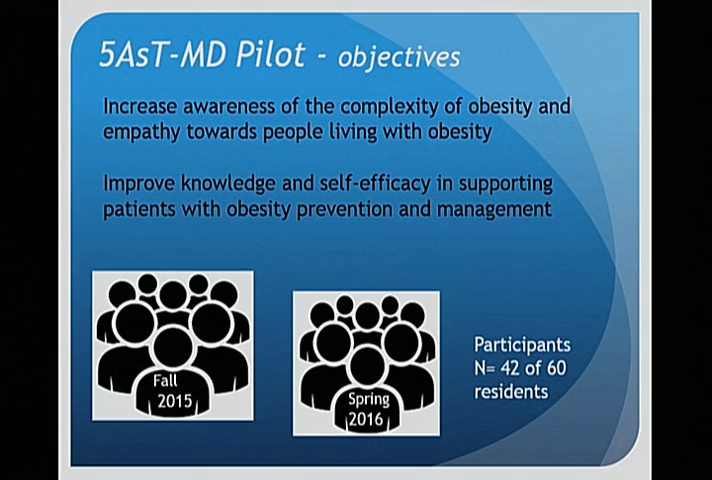 5AsT-MD Pilot - objectives
Increase awareness of the complexity of obesity and
empathy towards people living with obesity
Improve knowledge and self-efficacy in supporting
patients with obesity prevention and management
Fall
2015
Spring
2016
Participants
N= 42 of 60
residents